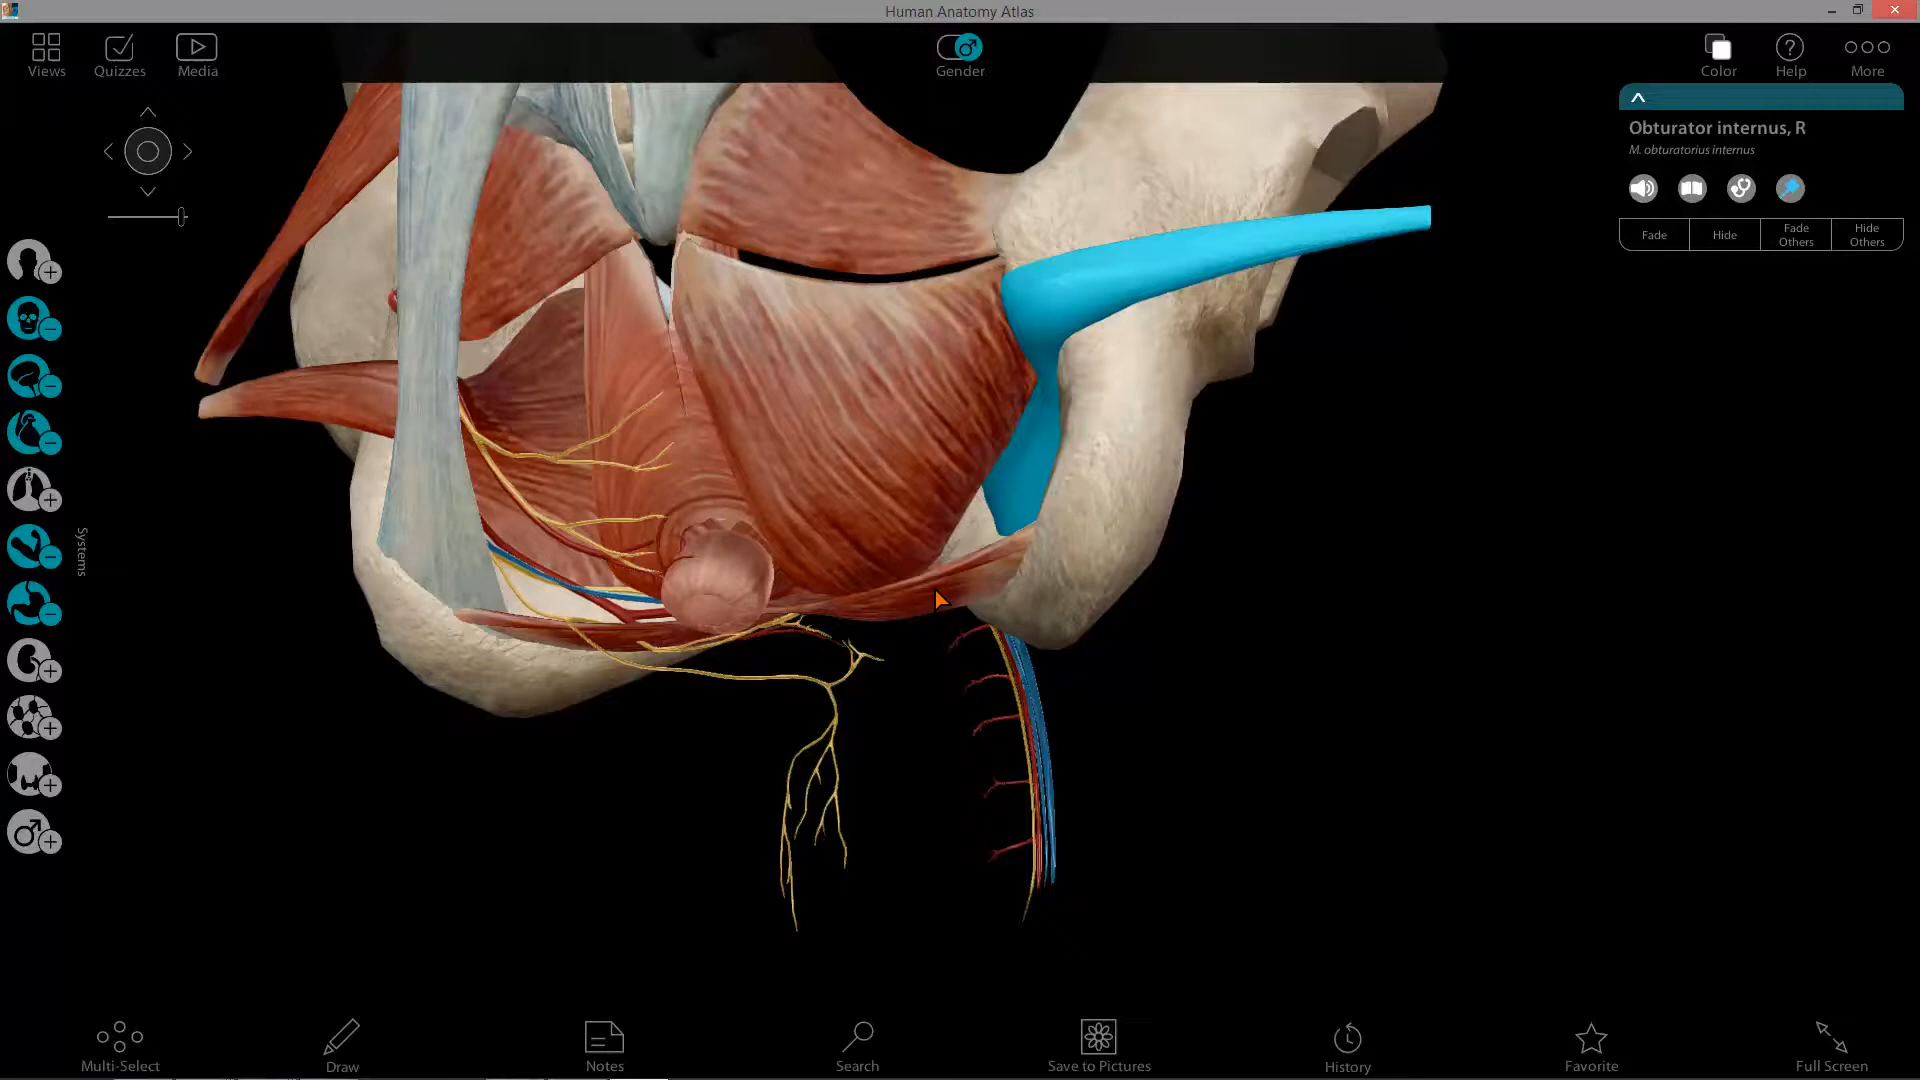 Human Anatomy Atlas
Views
Quizzes
Media
Gender
Color
Help
More
Obturator internus, R
M. obturatorius internus
Fade
Hide
Fade
Others
Hide
Others
Systems
Multi-Select
Draw
Notes
Search
Save to Pictures
History
Favorite
Full Screen